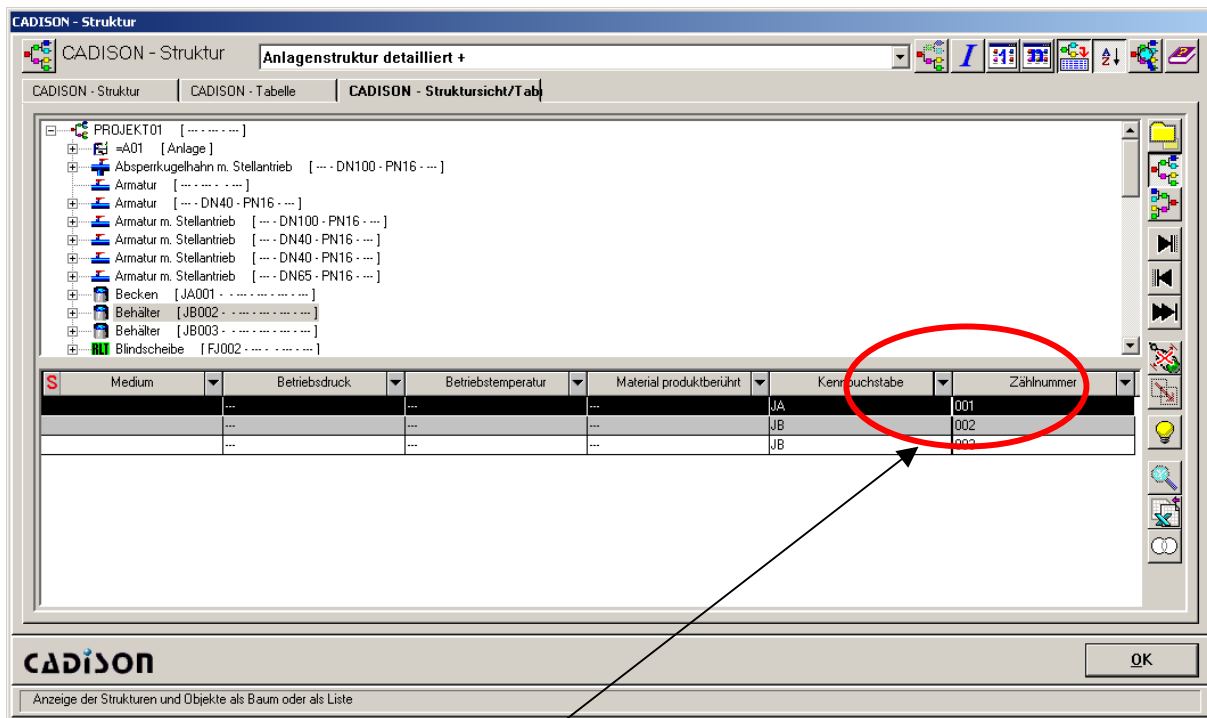 CADISON - Struktur
CADISON - Struktur
Anlagenstruktur detailliert +
CADISON - Struktur CADISON - Tabelle CADISON - Struktursicht/Tab
PROJEKT01 [ --- - --- - --- ]
=A01 [ Anlage ]
Absperrkugelhahn m. Stellantrieb [ --- - DN100 - PN16 - --- ]
Armatur [ --- - --- - --- ]
Armatur [ --- - DN40 - PN16 - --- ]
Armatur m. Stellantrieb [ --- - DN100 - PN16 - --- ]
Armatur m. Stellantrieb [ --- - DN40 - PN16 - --- ]
Armatur m. Stellantrieb [ --- - DN40 - PN16 - --- ]
Armatur m. Stellantrieb [ --- - DN65 - PN16 - --- ]
Becken [ JA001 - - --- - --- - --- - --- ]
Behälter [ JB002 - - --- - --- - --- - --- ]
Behälter [ JB003 - - --- - --- - --- - --- ]
RLT Blindscheibe [ FJ002 - --- - - --- - --- ]
S Medium Betriebsdruck Betriebstemperatur Material produktberührt Kennbuchstabe Zählnummer
--- --- --- JA 001
--- --- --- JB 002
--- --- --- JB 003
CADISON
OK
Anzeige der Strukturen und Objekte als Baum oder als Liste